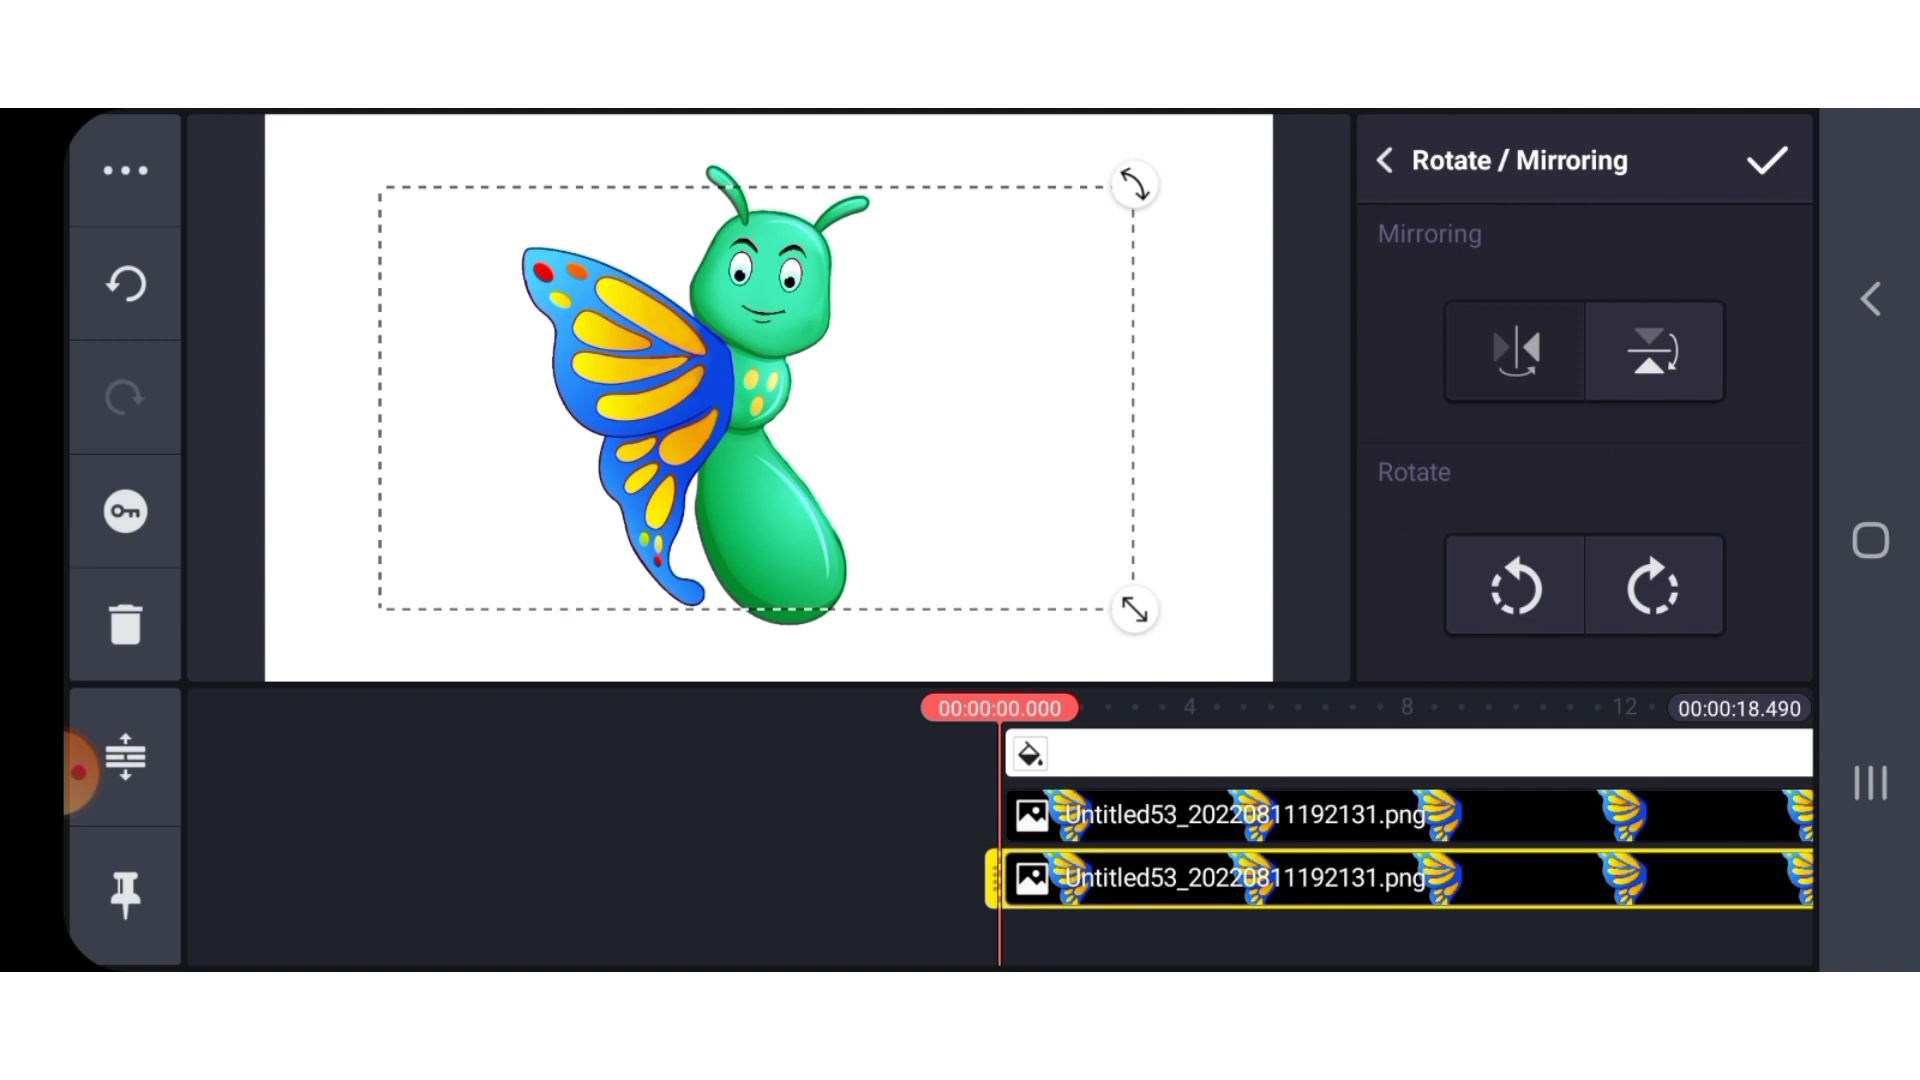 Rotate / Mirroring
Mirroring
Rotate
00:00:00.000
4
8
12
00:00:18.490
Untitled53_20220811192131.png
Untitled53_20220811192131.png